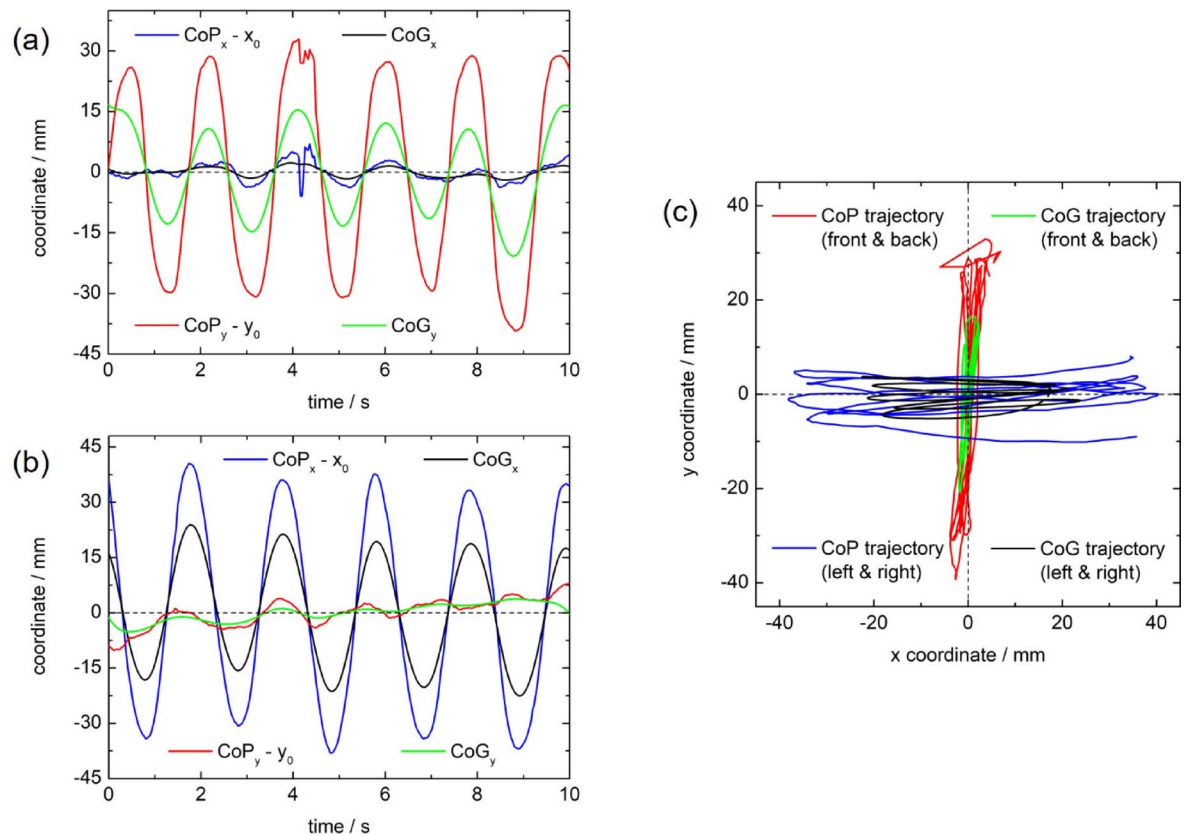 (a)
CoPx - x0
CoGx
30
15
0
-15
-30
-45
coordinate / mm
CoPy - y0
CoGy
0 2 4 6 8 10
time / s
(b)
45
30
15
0
-15
-30
-45
coordinate / mm
CoPx - x0
CoGx
CoPy - y0
CoGy
0 2 4 6 8 10
time / s
(c)
40
20
0
-20
-40
y coordinate / mm
CoP trajectory
(front & back)
CoG trajectory
(front & back)
CoP trajectory
(left & right)
CoG trajectory
(left & right)
-40 -20 0 20 40
x coordinate / mm